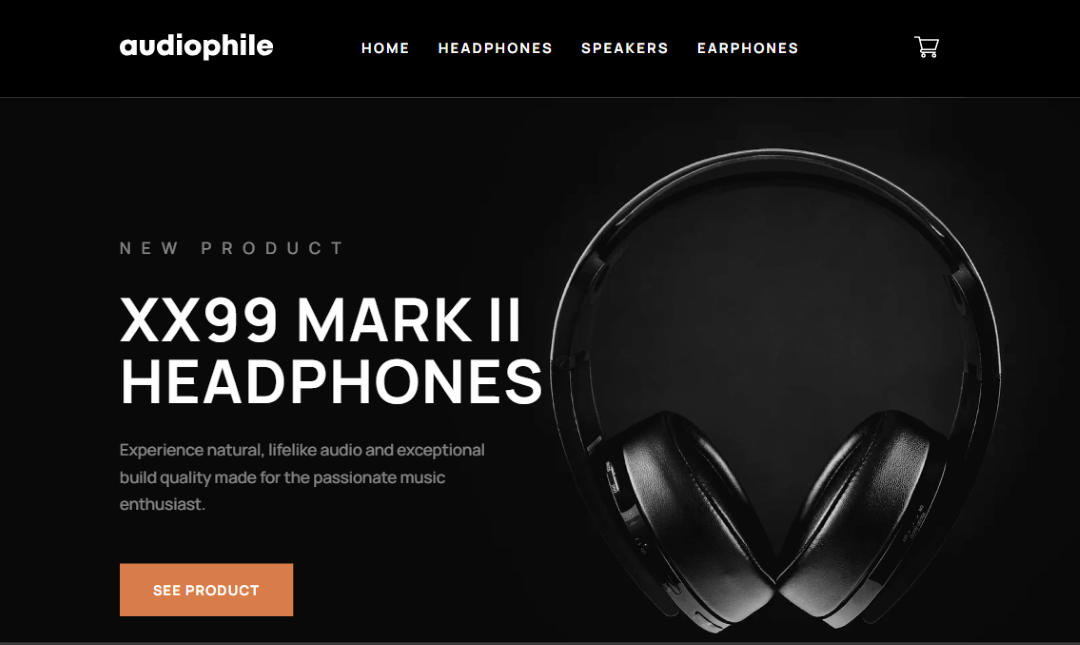 audiophile
HOME HEADPHONES SPEAKERS EARPHONES
NEW PRODUCT
XX99 MARK II
HEADPHONES
Experience natural, lifelike audio and exceptional
build quality made for the passionate music
enthusiast.
SEE PRODUCT